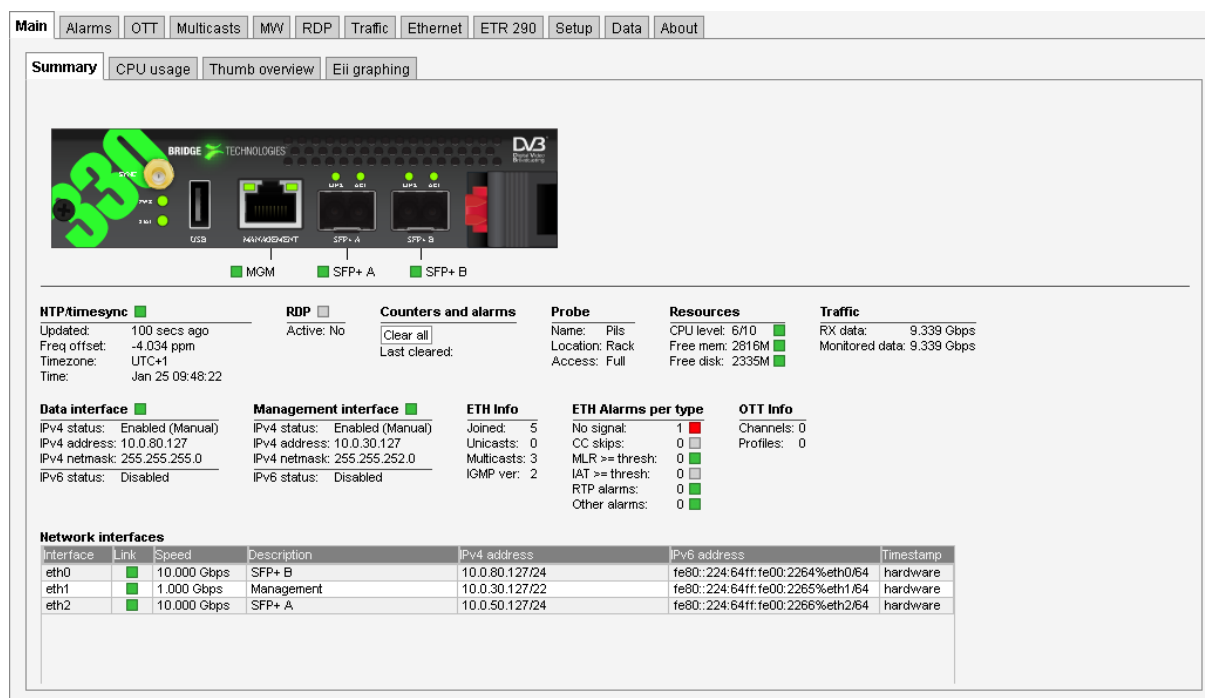 Main Alarms OTT Multicasts MW RDP Traffic Ethernet ETR 290 Setup Data About
Summary CPU usage Thumb overview Eii graphing
330
BRIDGE TECHNOLOGIES
DVB
Digital Video
Broadcasting
SYNC
USB MANAGEMENT SFP+ A SFP+ B
MGM SFP+ A SFP+ B
NTP/timesync RDP Counters and alarms Probe Resources Traffic
Updated: 100 secs ago Active: No Clear all Name: Pils CPU level: 6/10 RX data: 9.339 Gbps
Freq offset: -4.034 ppm Last cleared: Location: Rack Free mem: 2816M Monitored data: 9.339 Gbps
Timezone: UTC+1 Access: Full Free disk: 2335M
Time: Jan 25 09:48:22
Data interface Management interface ETH Info ETH Alarms per type OTT Info
IPv4 status: Enabled (Manual) IPv4 status: Enabled (Manual) Joined: 5 No signal: 1 Channels: 0
IPv4 address: 10.0.80.127 IPv4 address: 10.0.30.127 Unicasts: 0 CC skips: 0 Profiles: 0
IPv4 netmask: 255.255.255.0 IPv4 netmask: 255.255.252.0 Multicasts: 3 MLR >= thresh: 0
IPv6 status: Disabled IPv6 status: Disabled IGMP ver: 2 IAT >= thresh: 0
RTP alarms: 0
Other alarms: 0
Network interfaces
Interface Link Speed Description IPv4 address IPv6 address Timestamp
eth0 10.000 Gbps SFP+ B 10.0.80.127/24 fe80::224:64ff:fe00:2264%eth0/64 hardware
eth1 1.000 Gbps Management 10.0.30.127/22 fe80::224:64ff:fe00:2265%eth1/64 hardware
eth2 10.000 Gbps SFP+ A 10.0.50.127/24 fe80::224:64ff:fe00:2266%eth2/64 hardware